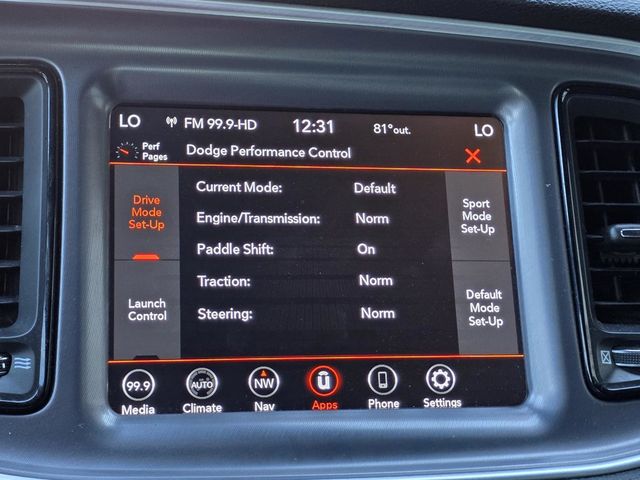 LO FM 99.9-HD 12:31 81°out. LO
Perf
Pages
Dodge Performance Control
Drive
Mode
Set-Up
Launch
Control
Current Mode: Default
Engine/Transmission: Norm
Paddle Shift: On
Traction: Norm
Steering: Norm
Sport
Mode
Set-Up
Default
Mode
Set-Up
99.9 AUTO NW
Media Climate Nav Apps Phone Settings